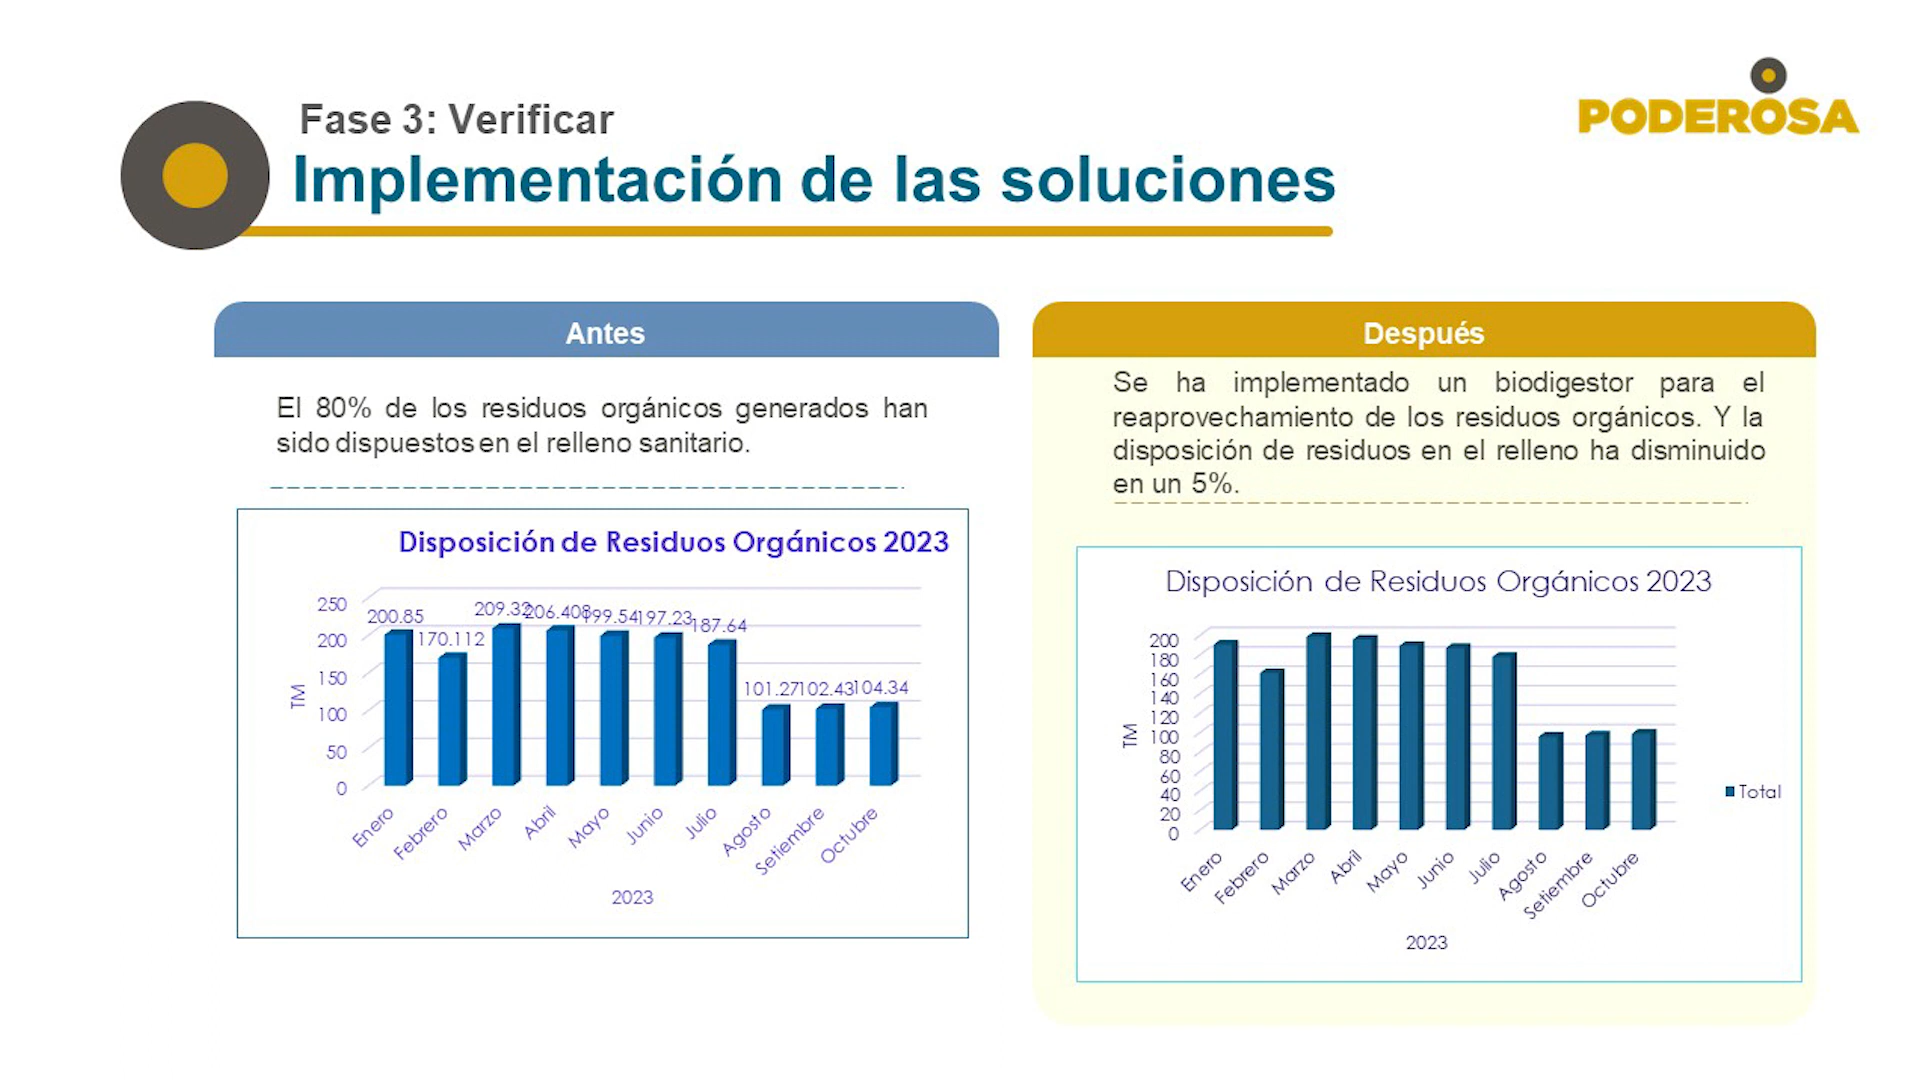 PODEROSA
Fase 3: Verificar
Implementación de las soluciones
Antes
El 80% de los residuos orgánicos generados han
sido dispuestos en el relleno sanitario.
Disposición de Residuos Orgánicos 2023
TM
250
200
150
100
50
0
200.85
170.112
209.32
206.408
199.54
197.23
187.64
101.27
102.43
104.34
Enero
Febrero
Marzo
Abril
Mayo
Junio
Julio
Agosto
Setiembre
Octubre
2023
Después
Se ha implementado un biodigestor para el
reaprovechamiento de los residuos orgánicos. Y la
disposición de residuos en el relleno ha disminuido
en un 5%.
Disposición de Residuos Orgánicos 2023
TM
200
180
160
140
120
100
80
60
40
20
0
Enero
Febrero
Marzo
Abril
Mayo
Junio
Julio
Agosto
Setiembre
Octubre
2023
Total